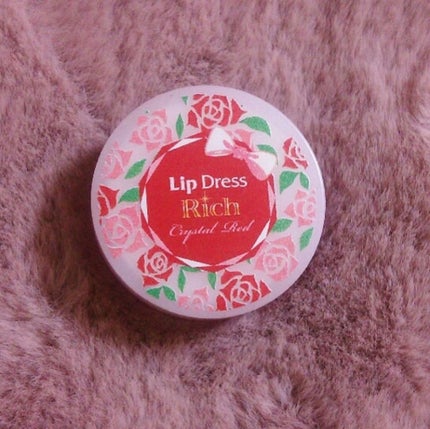 Lip Dress
Rich
Crystal Red